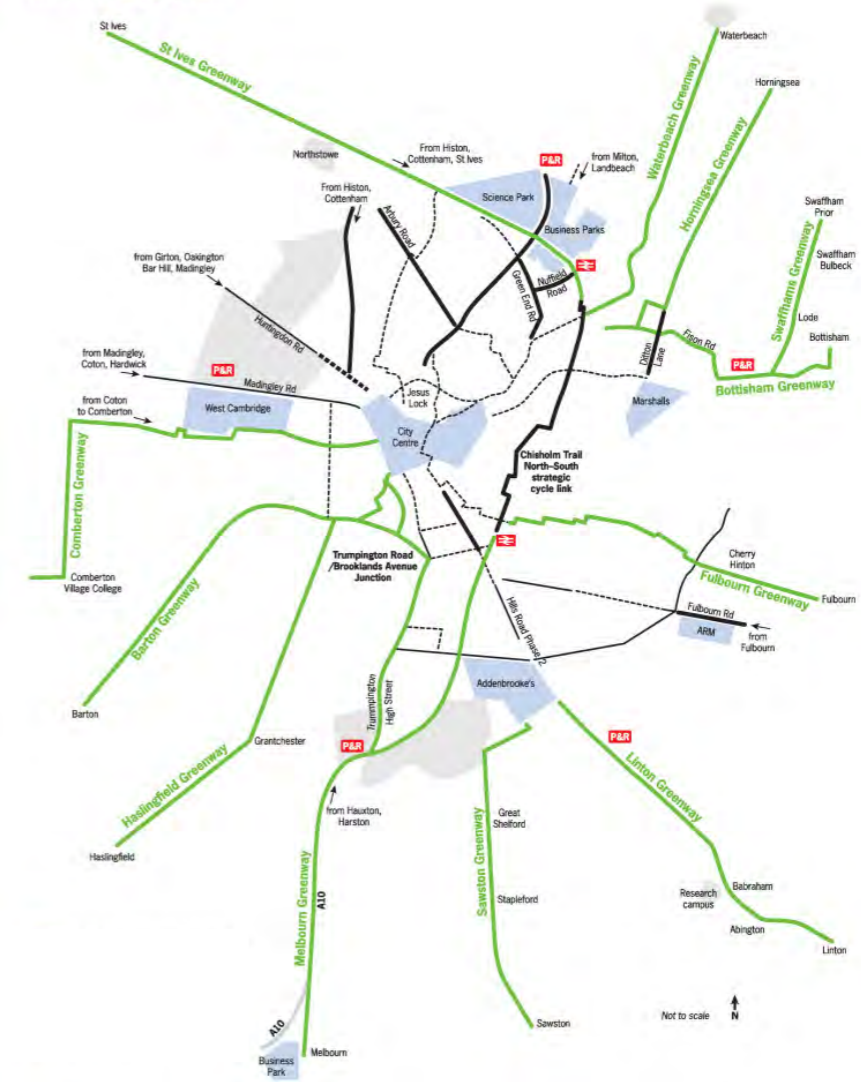 St Ives
Waterbeach
St Ives Greenway
Horningsea
Waterbeach Greenway
From Histon,
Cottenham, St Ives
Northstowe
P&R
from Milton,
Landbeach
Horningsea Greenway
From Histon,
Cottenham
Science Park
Swaffham
Prior
Arbury Road
Business Parks
Swaffham
Bulbeck
from Girton, Oakington
Bar Hill, Madingley
Nuffield
Road
Green End Rd
Swaffhams Greenway
Huntingdon Rd
Lode
Fison Rd
Bottisham
Ditton
Lane
from Madingley,
Coton, Hardwick
P&R
Madingley Rd
P&R
Bottisham Greenway
Jesus
Lock
from Coton
to Comberton
West Cambridge
Marshalls
City
Centre
Chisholm Trail
North–South
strategic
cycle link
Comberton Greenway
Trumpington Road
/Brooklands Avenue
Junction
Cherry
Hinton
Comberton
Village College
Fulbourn Greenway
Fulbourn
Barton Greenway
Hills Road Phase 2
Fulbourn Rd
ARM
from
Fulbourn
Addenbrooke's
Trummpington
High Street
Barton
Grantchester
P&R
P&R
Haslingfield Greenway
Linton Greenway
from Hauxton,
Harston
Great
Shelford
Haslingfield
Melbourn Greenway
A10
Sawston Greenway
Stapleford
Research
campus
Babraham
Abington
Linton
Not to scale
N
A10
Sawston
Business
Park
Melbourn